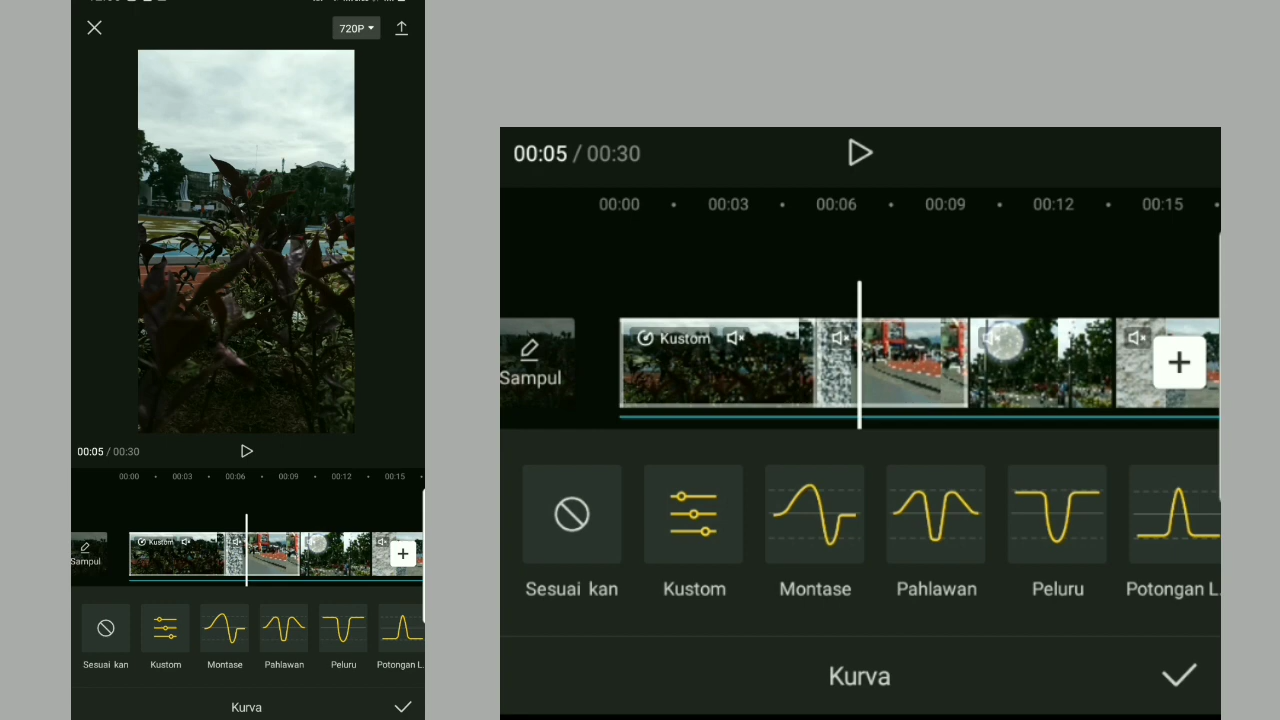 720P
00:05 / 00:30
00:00 00:03 00:06 00:09 00:12 00:15
Sampul
Kustom
Sesuai kan Kustom Montase Pahlawan Peluru Potongan L.
Kurva
00:05 / 00:30
00:00 00:03 00:06 00:09 00:12 00:15
Kustom
Sampul
Sesuai kan Kustom Montase Pahlawan Peluru Potongan L.
Kurva